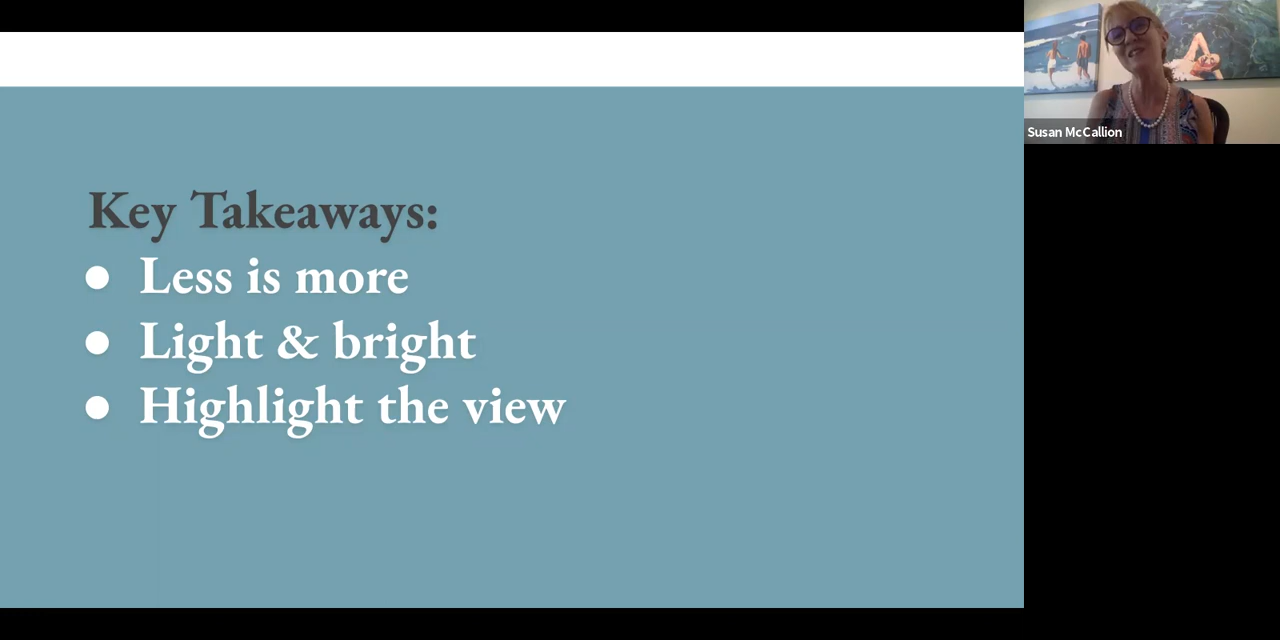 Key Takeaways:
● Less is more
● Light & bright
● Highlight the view
Susan McCallion